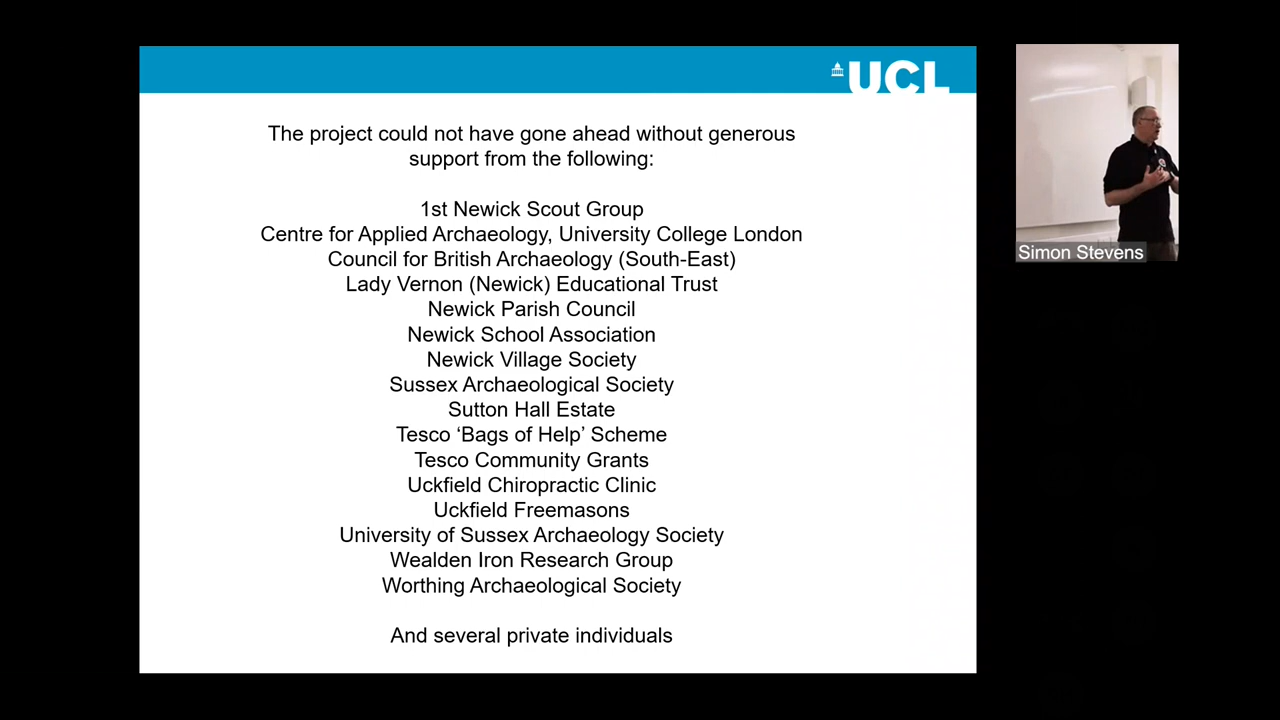 UCL
The project could not have gone ahead without generous
support from the following:
1st Newick Scout Group
Centre for Applied Archaeology, University College London
Council for British Archaeology (South-East)
Lady Vernon (Newick) Educational Trust
Newick Parish Council
Newick School Association
Newick Village Society
Sussex Archaeological Society
Sutton Hall Estate
Tesco ‘Bags of Help’ Scheme
Tesco Community Grants
Uckfield Chiropractic Clinic
Uckfield Freemasons
University of Sussex Archaeology Society
Wealden Iron Research Group
Worthing Archaeological Society
And several private individuals
Simon Stevens